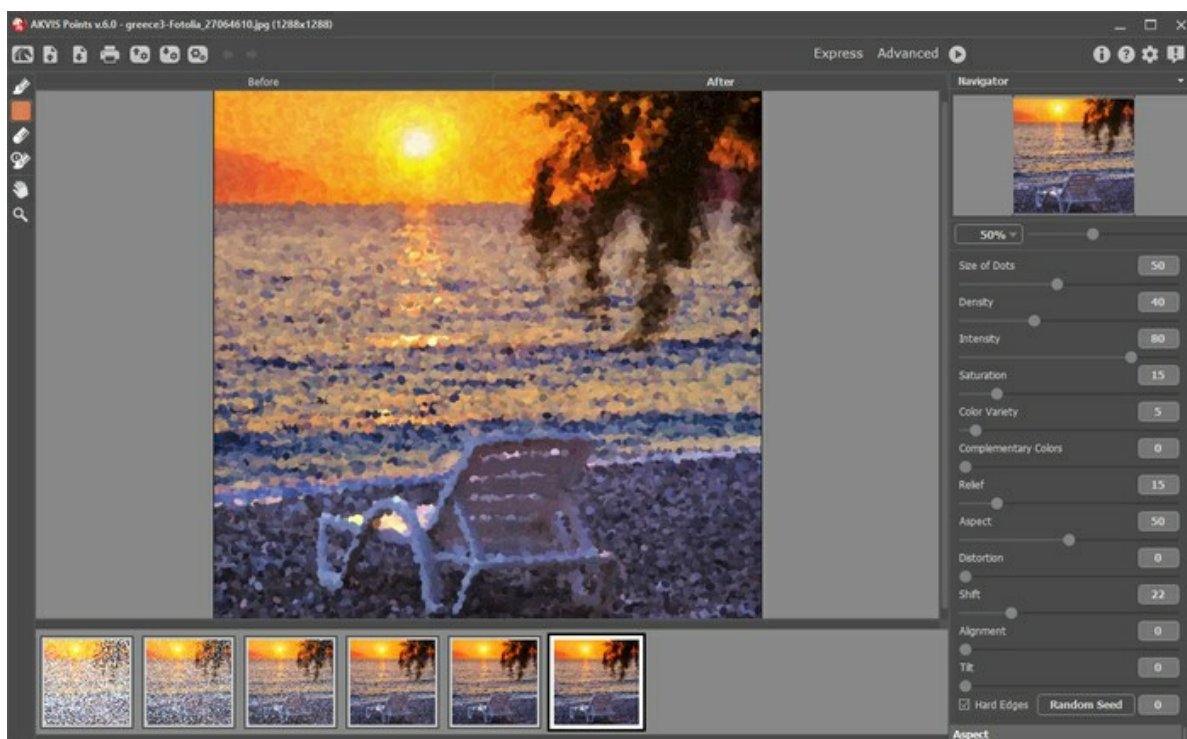 AKVIS Points v.6.0 - greece3-Fotolia_27064610.jpg (1288x1288)
Express Advanced
Before After
Navigator
50%
Size of Dots 50
Density 40
Intensity 80
Saturation 15
Color Variety 5
Complementary Colors 0
Relief 15
Aspect 50
Distortion 0
Shift 22
Alignment 0
Tilt 0
Hard Edges Random Seed 0
Aspect